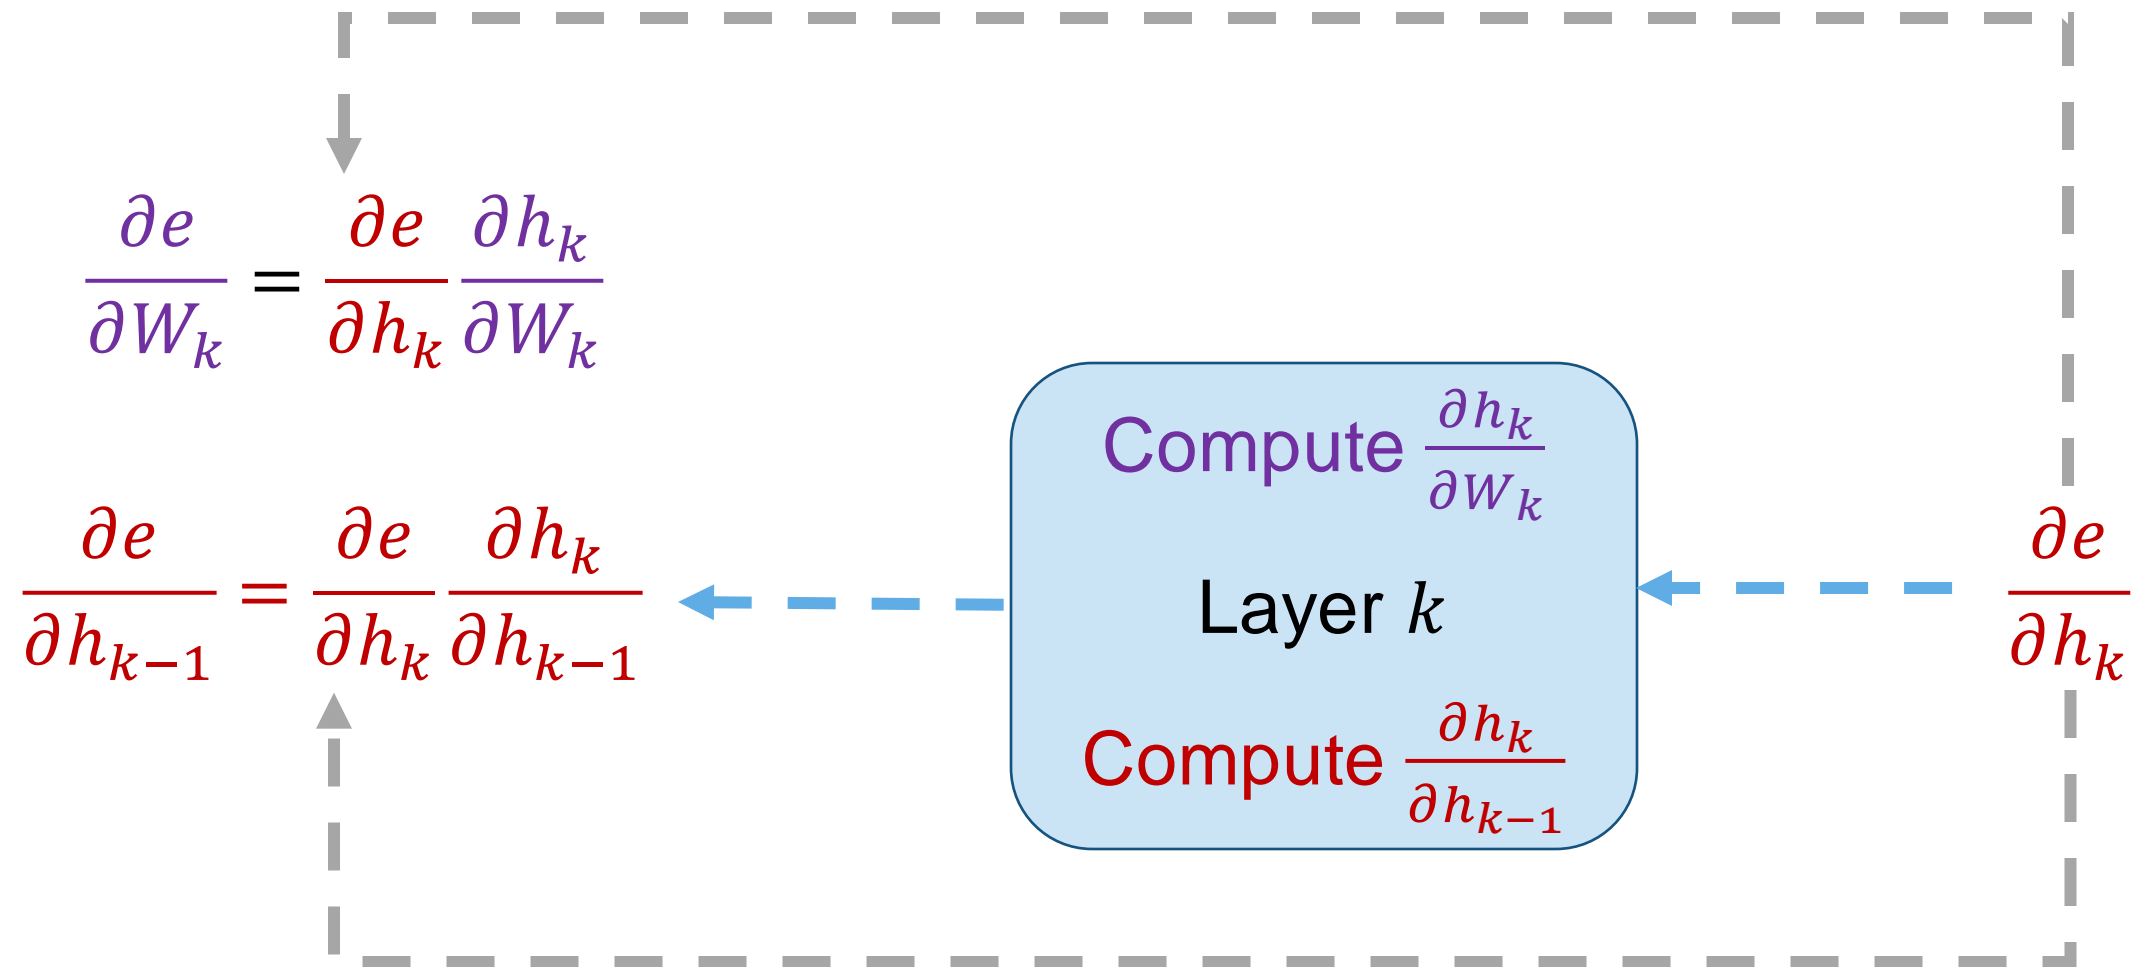 ∂e/∂W_k = ∂e/∂h_k ∂h_k/∂W_k
∂e/∂h_{k−1} = ∂e/∂h_k ∂h_k/∂h_{k−1}
Compute ∂h_k/∂W_k
Layer k
Compute ∂h_k/∂h_{k−1}
∂e/∂h_k